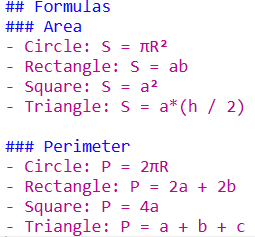 ## Formulas
### Area
- Circle: S = πR²
- Rectangle: S = ab
- Square: S = a²
- Triangle: S = a*(h / 2)

### Perimeter
- Circle: P = 2πR
- Rectangle: P = 2a + 2b
- Square: P = 4a
- Triangle: P = a + b + c